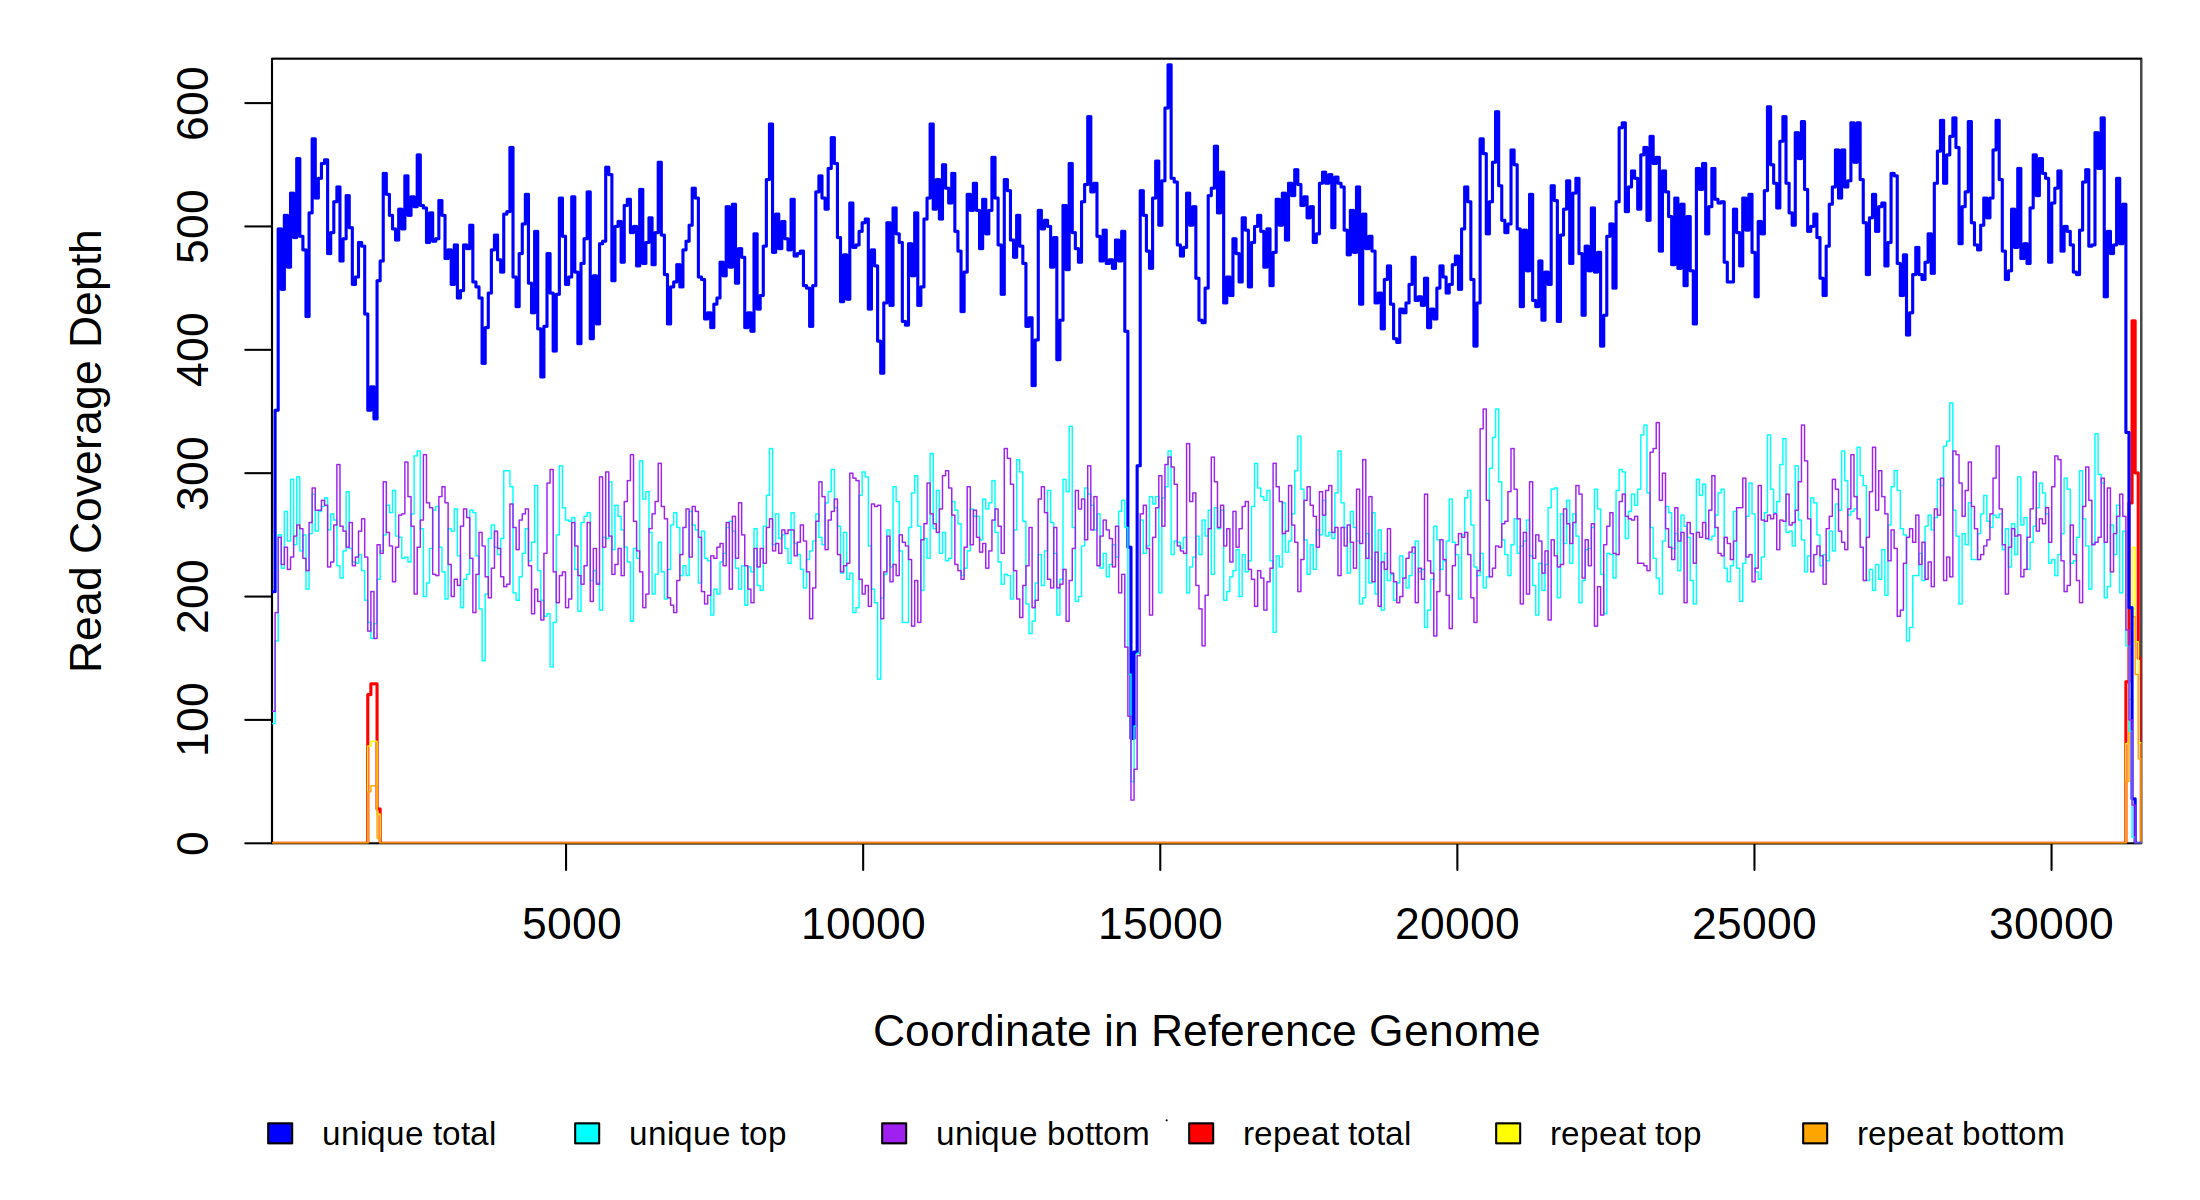 600
500
400
300
200
100
0
Read Coverage Depth
5000 10000 15000 20000 25000 30000
Coordinate in Reference Genome
unique total unique top unique bottom repeat total repeat top repeat bottom